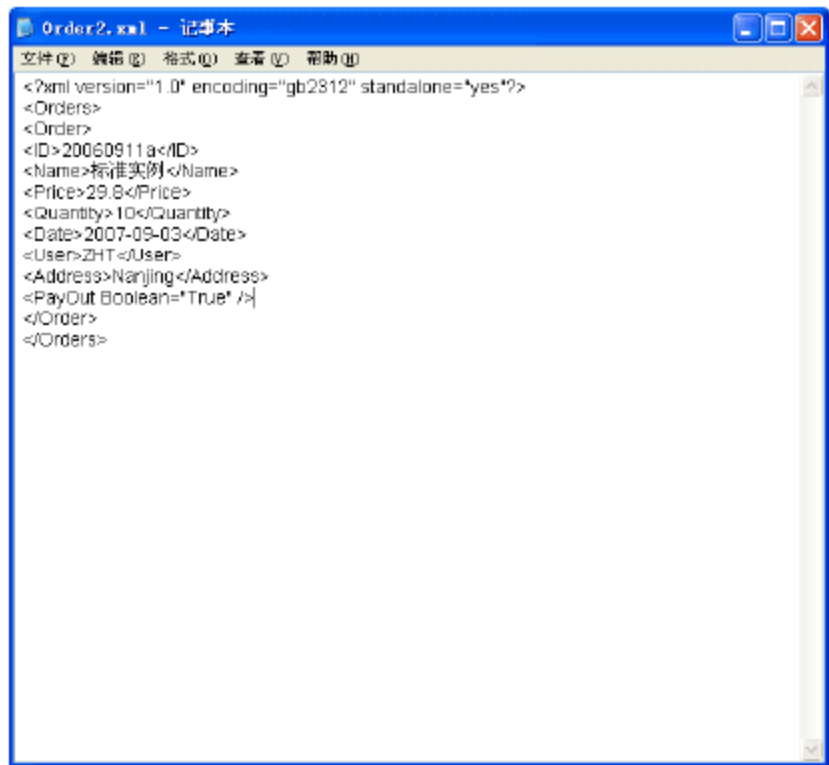 Order2.xml - 记事本
文件(F) 编辑(E) 格式(O) 查看(V) 帮助(H)
<?xml version="1.0" encoding="gb2312" standalone="yes"?>
<Orders>
<Order>
<ID>20060911a</ID>
<Name>标准实例</Name>
<Price>29.8</Price>
<Quantity>10</Quantity>
<Date>2007-09-03</Date>
<User>ZHT</User>
<Address>Nanjing</Address>
<PayOut Boolean="True" />
</Order>
</Orders>